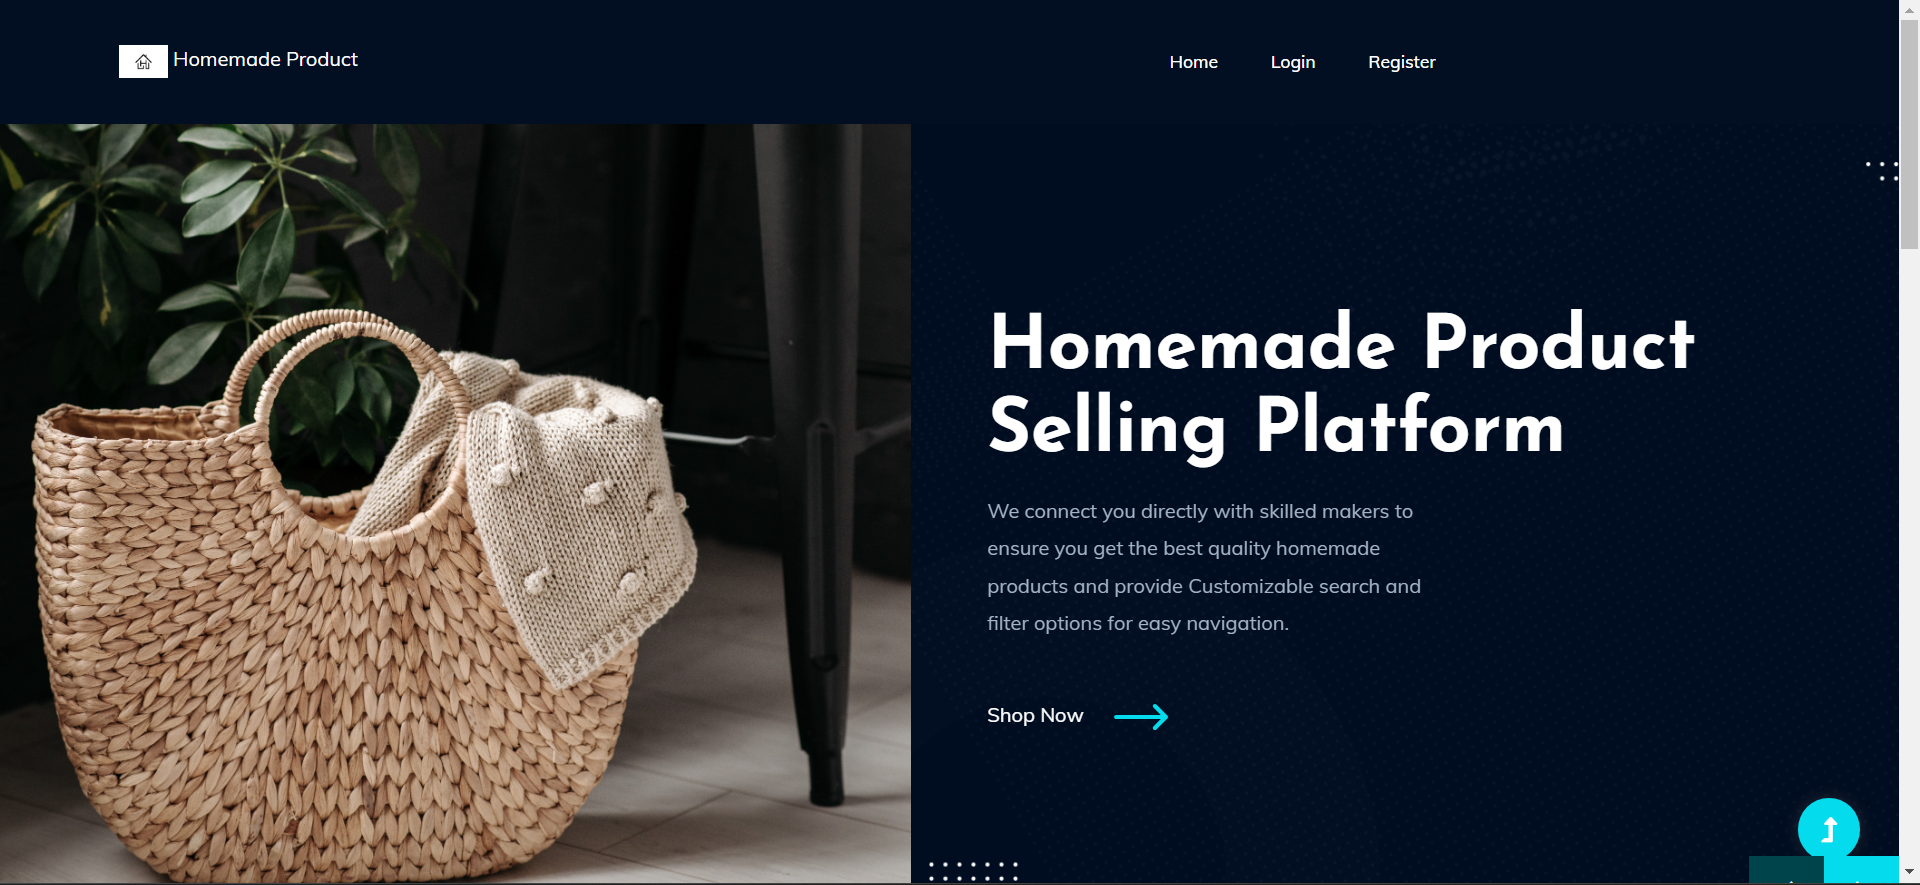 Homemade Product
Home Login Register
Homemade Product
Selling Platform
We connect you directly with skilled makers to
ensure you get the best quality homemade
products and provide Customizable search and
filter options for easy navigation.
Shop Now